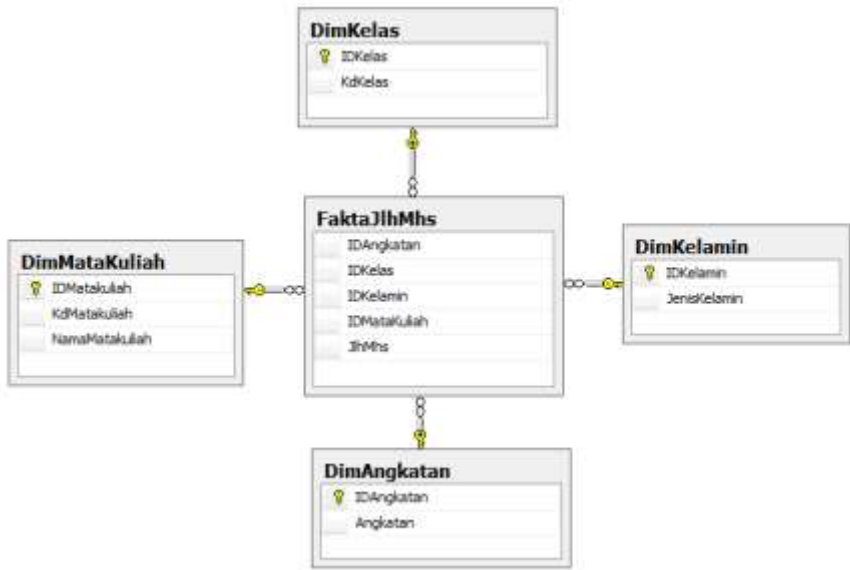 DimKelas
IDKelas
KdKelas
FaktaJlhMhs
IDAngkatan
IDKelas
IDKelamin
IDMataKuliah
JlhMhs
DimMataKuliah
IDMatakuliah
KdMatakuliah
NamaMatakuliah
DimKelamin
IDKelamin
JenisKelamin
DimAngkatan
IDAngkatan
Angkatan